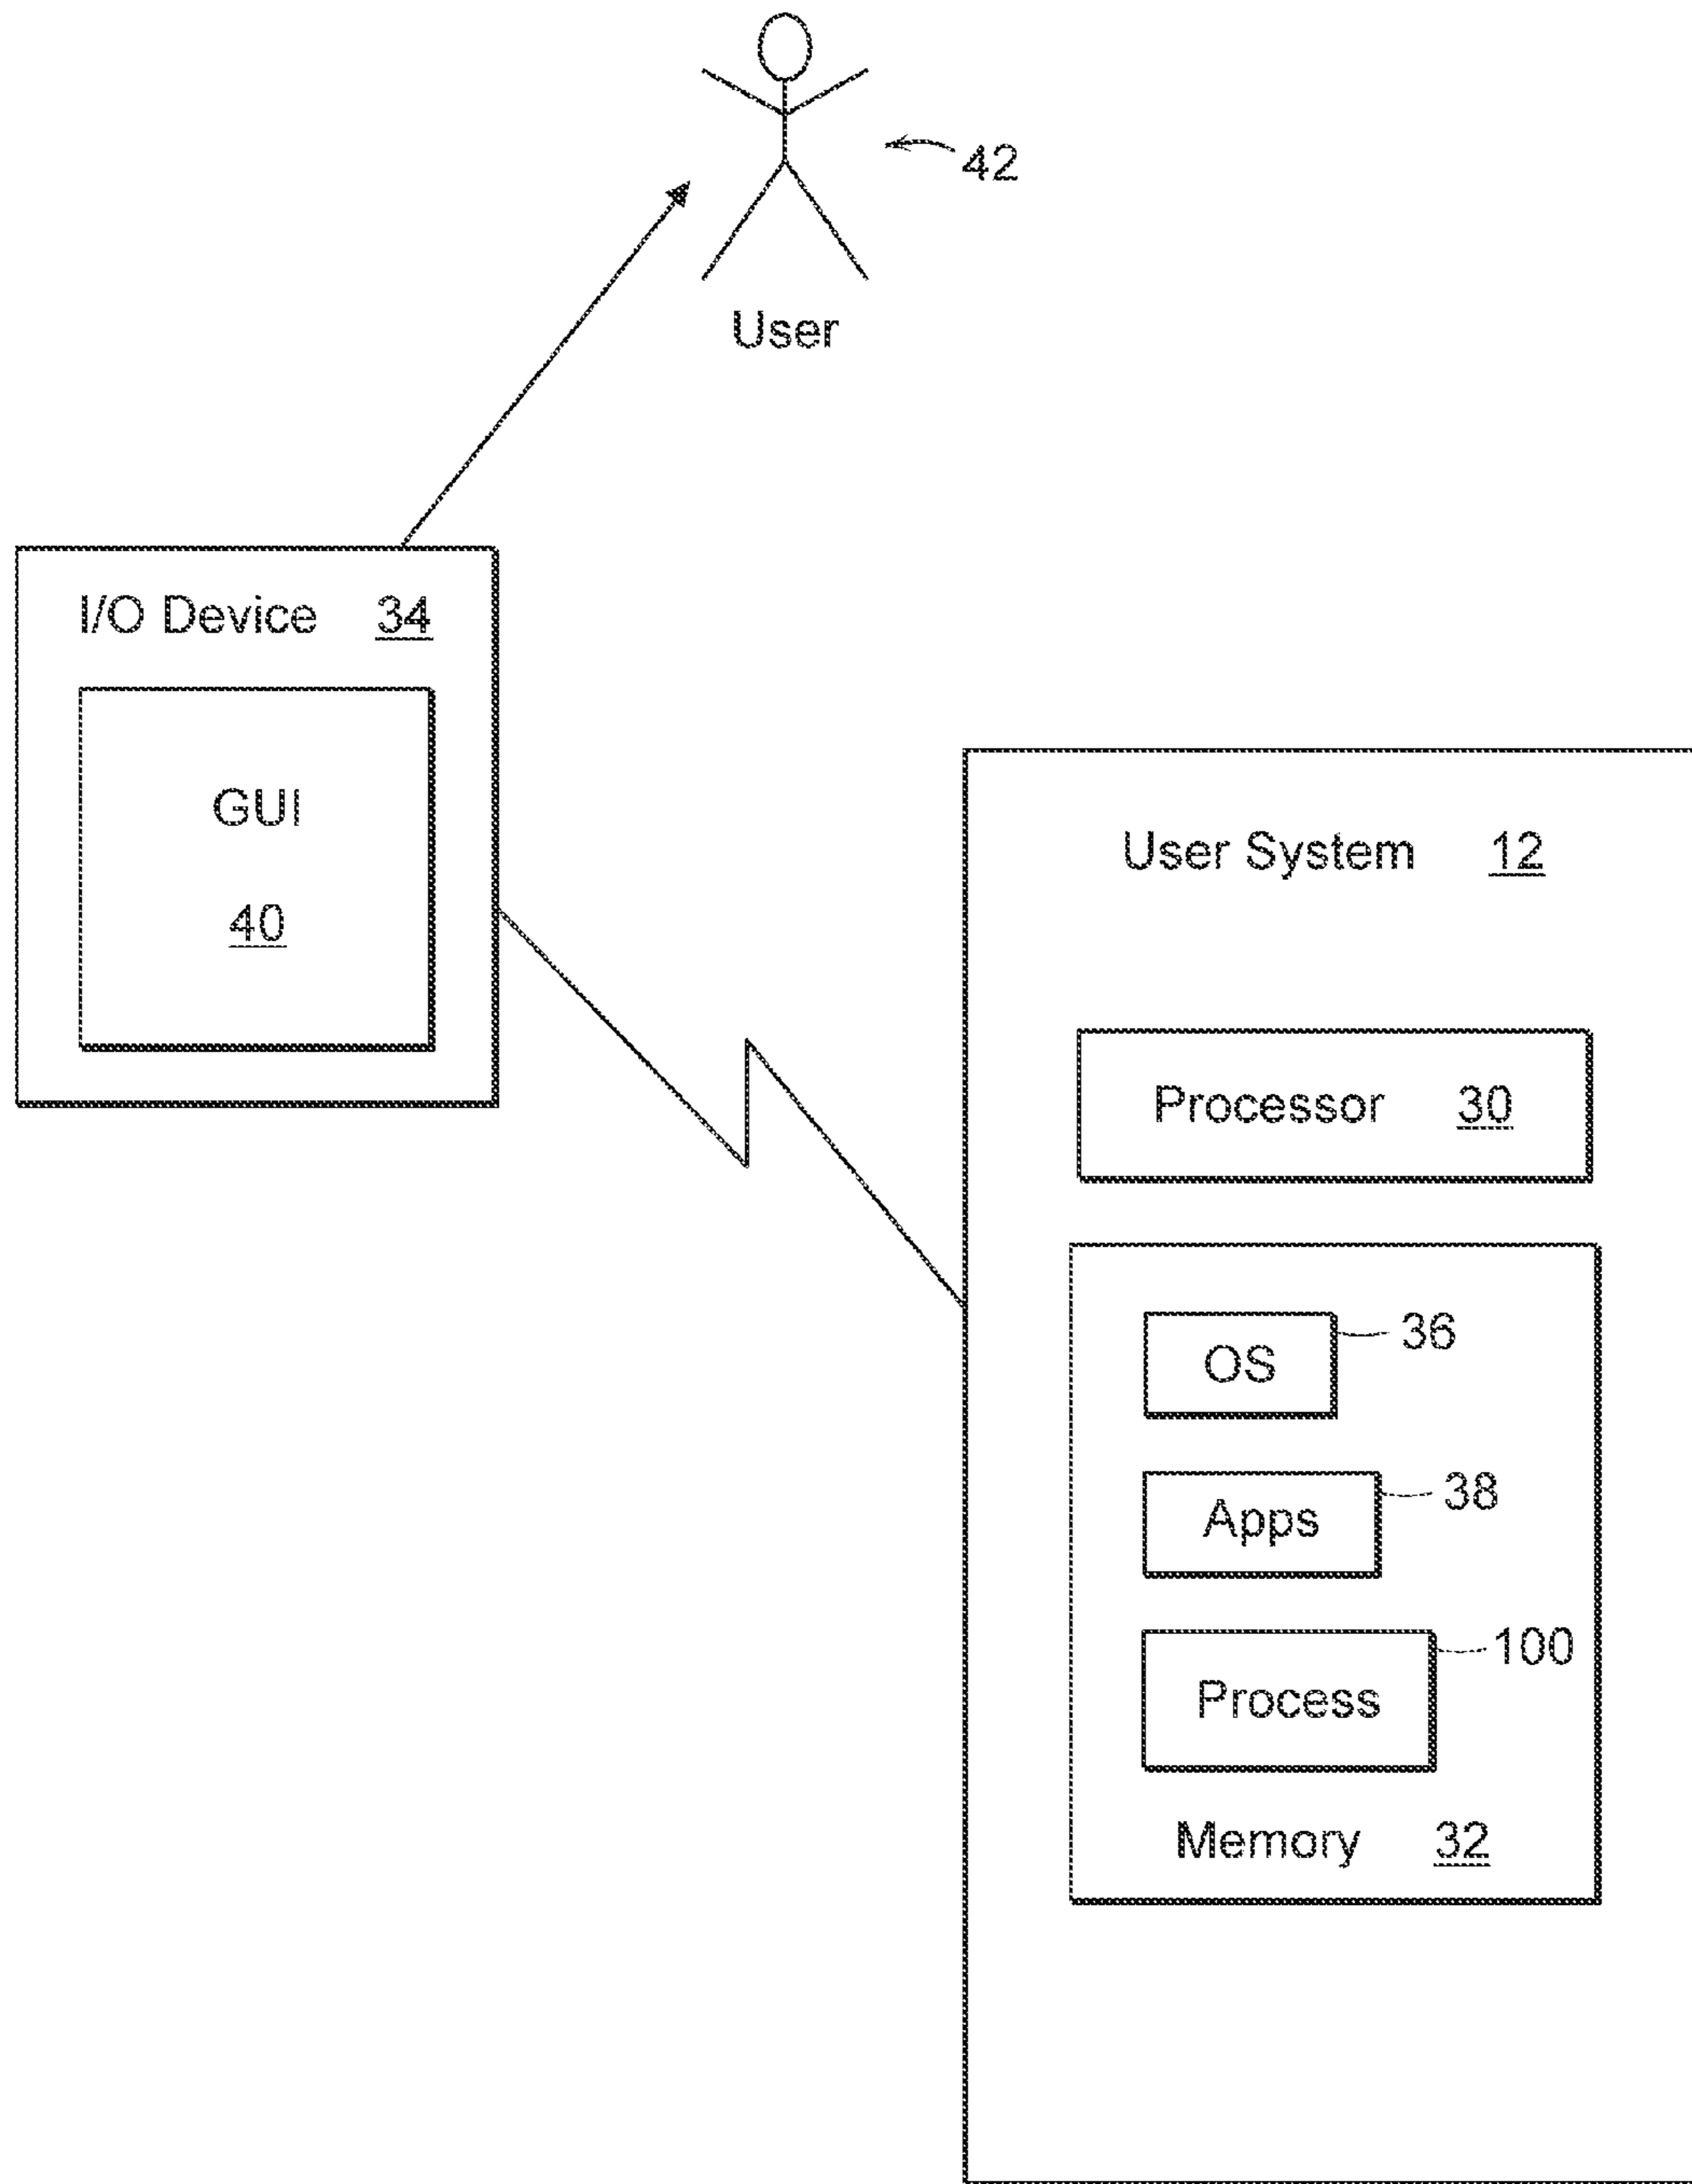 42
User
I/O Device 34
GUI
40
User System 12
Processor 30
OS
36
Apps
38
Process
100
Memory 32